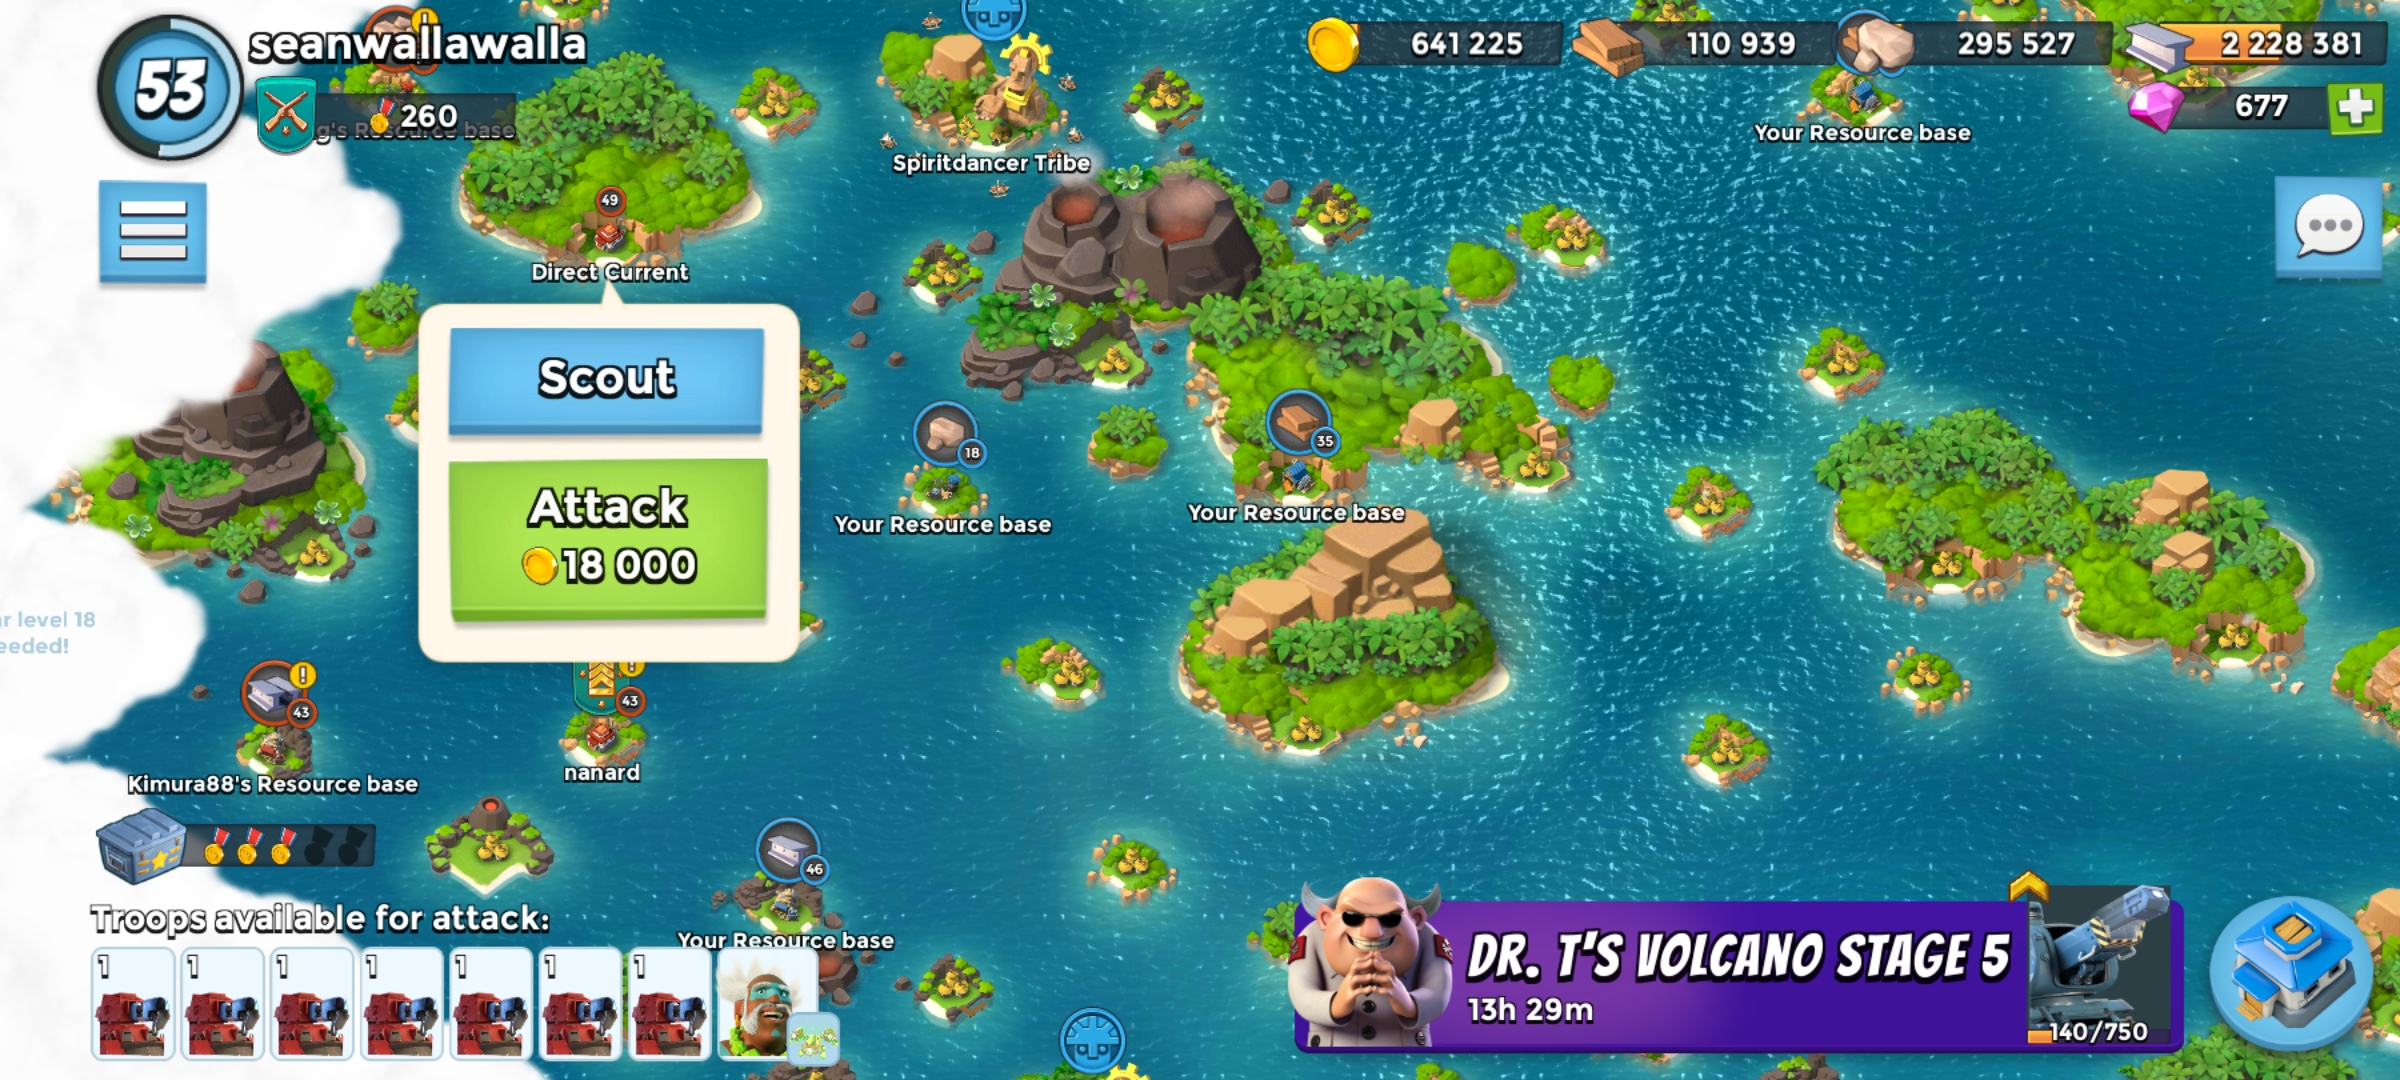 53
seanwallawalla
641 225
110 939
295 527
2 228 381
260
g's Resource base
677
Your Resource base
Spiritdancer Tribe
49
Direct Current
Scout
Attack
18 000
18
Your Resource base
35
Your Resource base
r level 18
eeded!
43
Kimura88's Resource base
43
nanard
46
Your Resource base
Troops available for attack:
1 1 1 1 1 1 1
DR. T'S VOLCANO STAGE 5
13h 29m
140/750